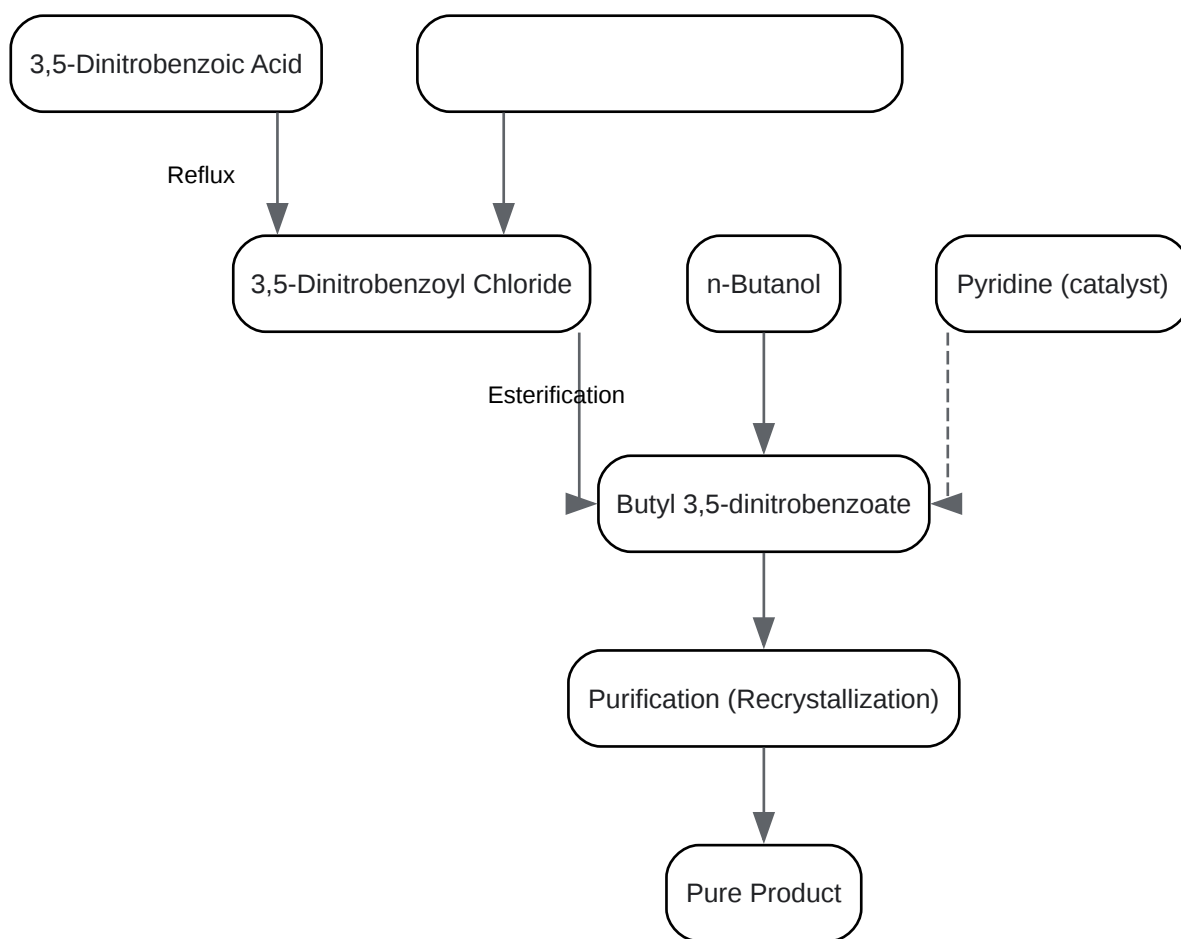 3,5-Dinitrobenzoic Acid
Reflux
3,5-Dinitrobenzoyl Chloride
n-Butanol
Pyridine (catalyst)
Esterification
Butyl 3,5-dinitrobenzoate
Purification (Recrystallization)
Pure Product